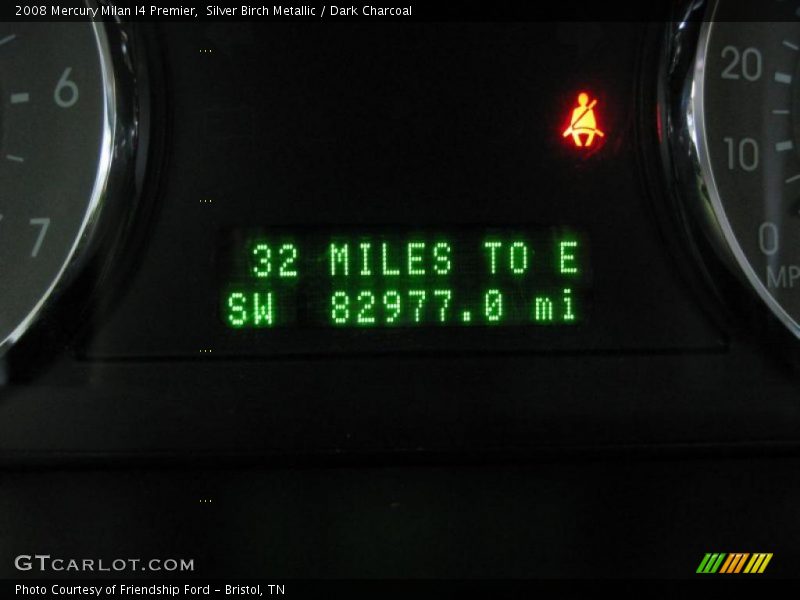 2008 Mercury Milan I4 Premier,  Silver Birch Metallic / Dark Charcoal
6
7
20
10
0
MP
32 MILES TO E
SW 82977.0 mi
GTCARLOT.COM
Photo Courtesy of Friendship Ford - Bristol, TN